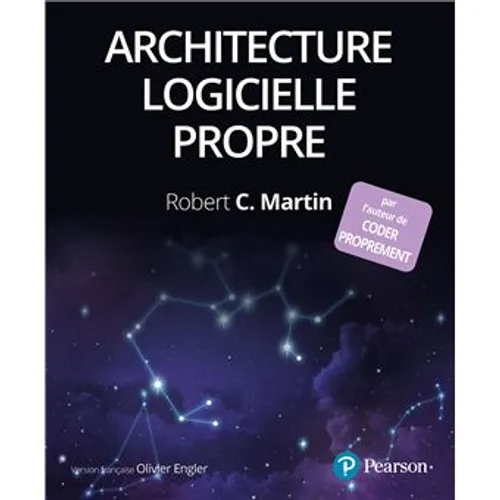 ARCHITECTURE
LOGICIELLE
PROPRE
Robert C. Martin
par
l'auteur de
CODER
PROPREMENT
Version française Olivier Engler
Pearson